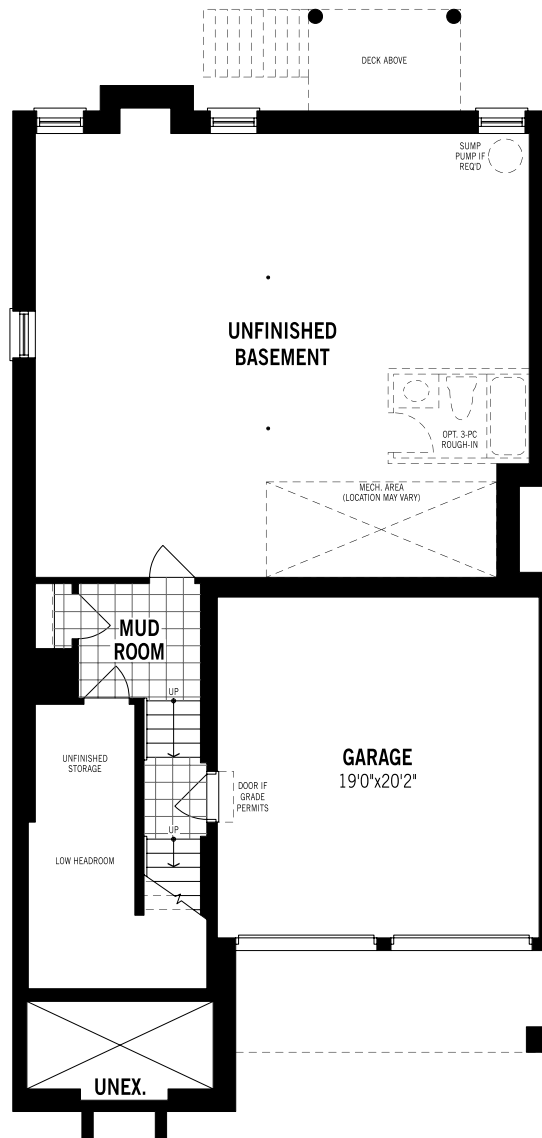 DECK ABOVE
SUMP
PUMP IF
REQ'D
UNFINISHED
BASEMENT
OPT. 3-PC
ROUGH-IN
MECH. AREA
(LOCATION MAY VARY)
MUD
ROOM
UP
UNFINISHED
STORAGE
GARAGE
19'0"x20'2"
DOOR IF
GRADE
PERMITS
UP
LOW HEADROOM
UNEX.